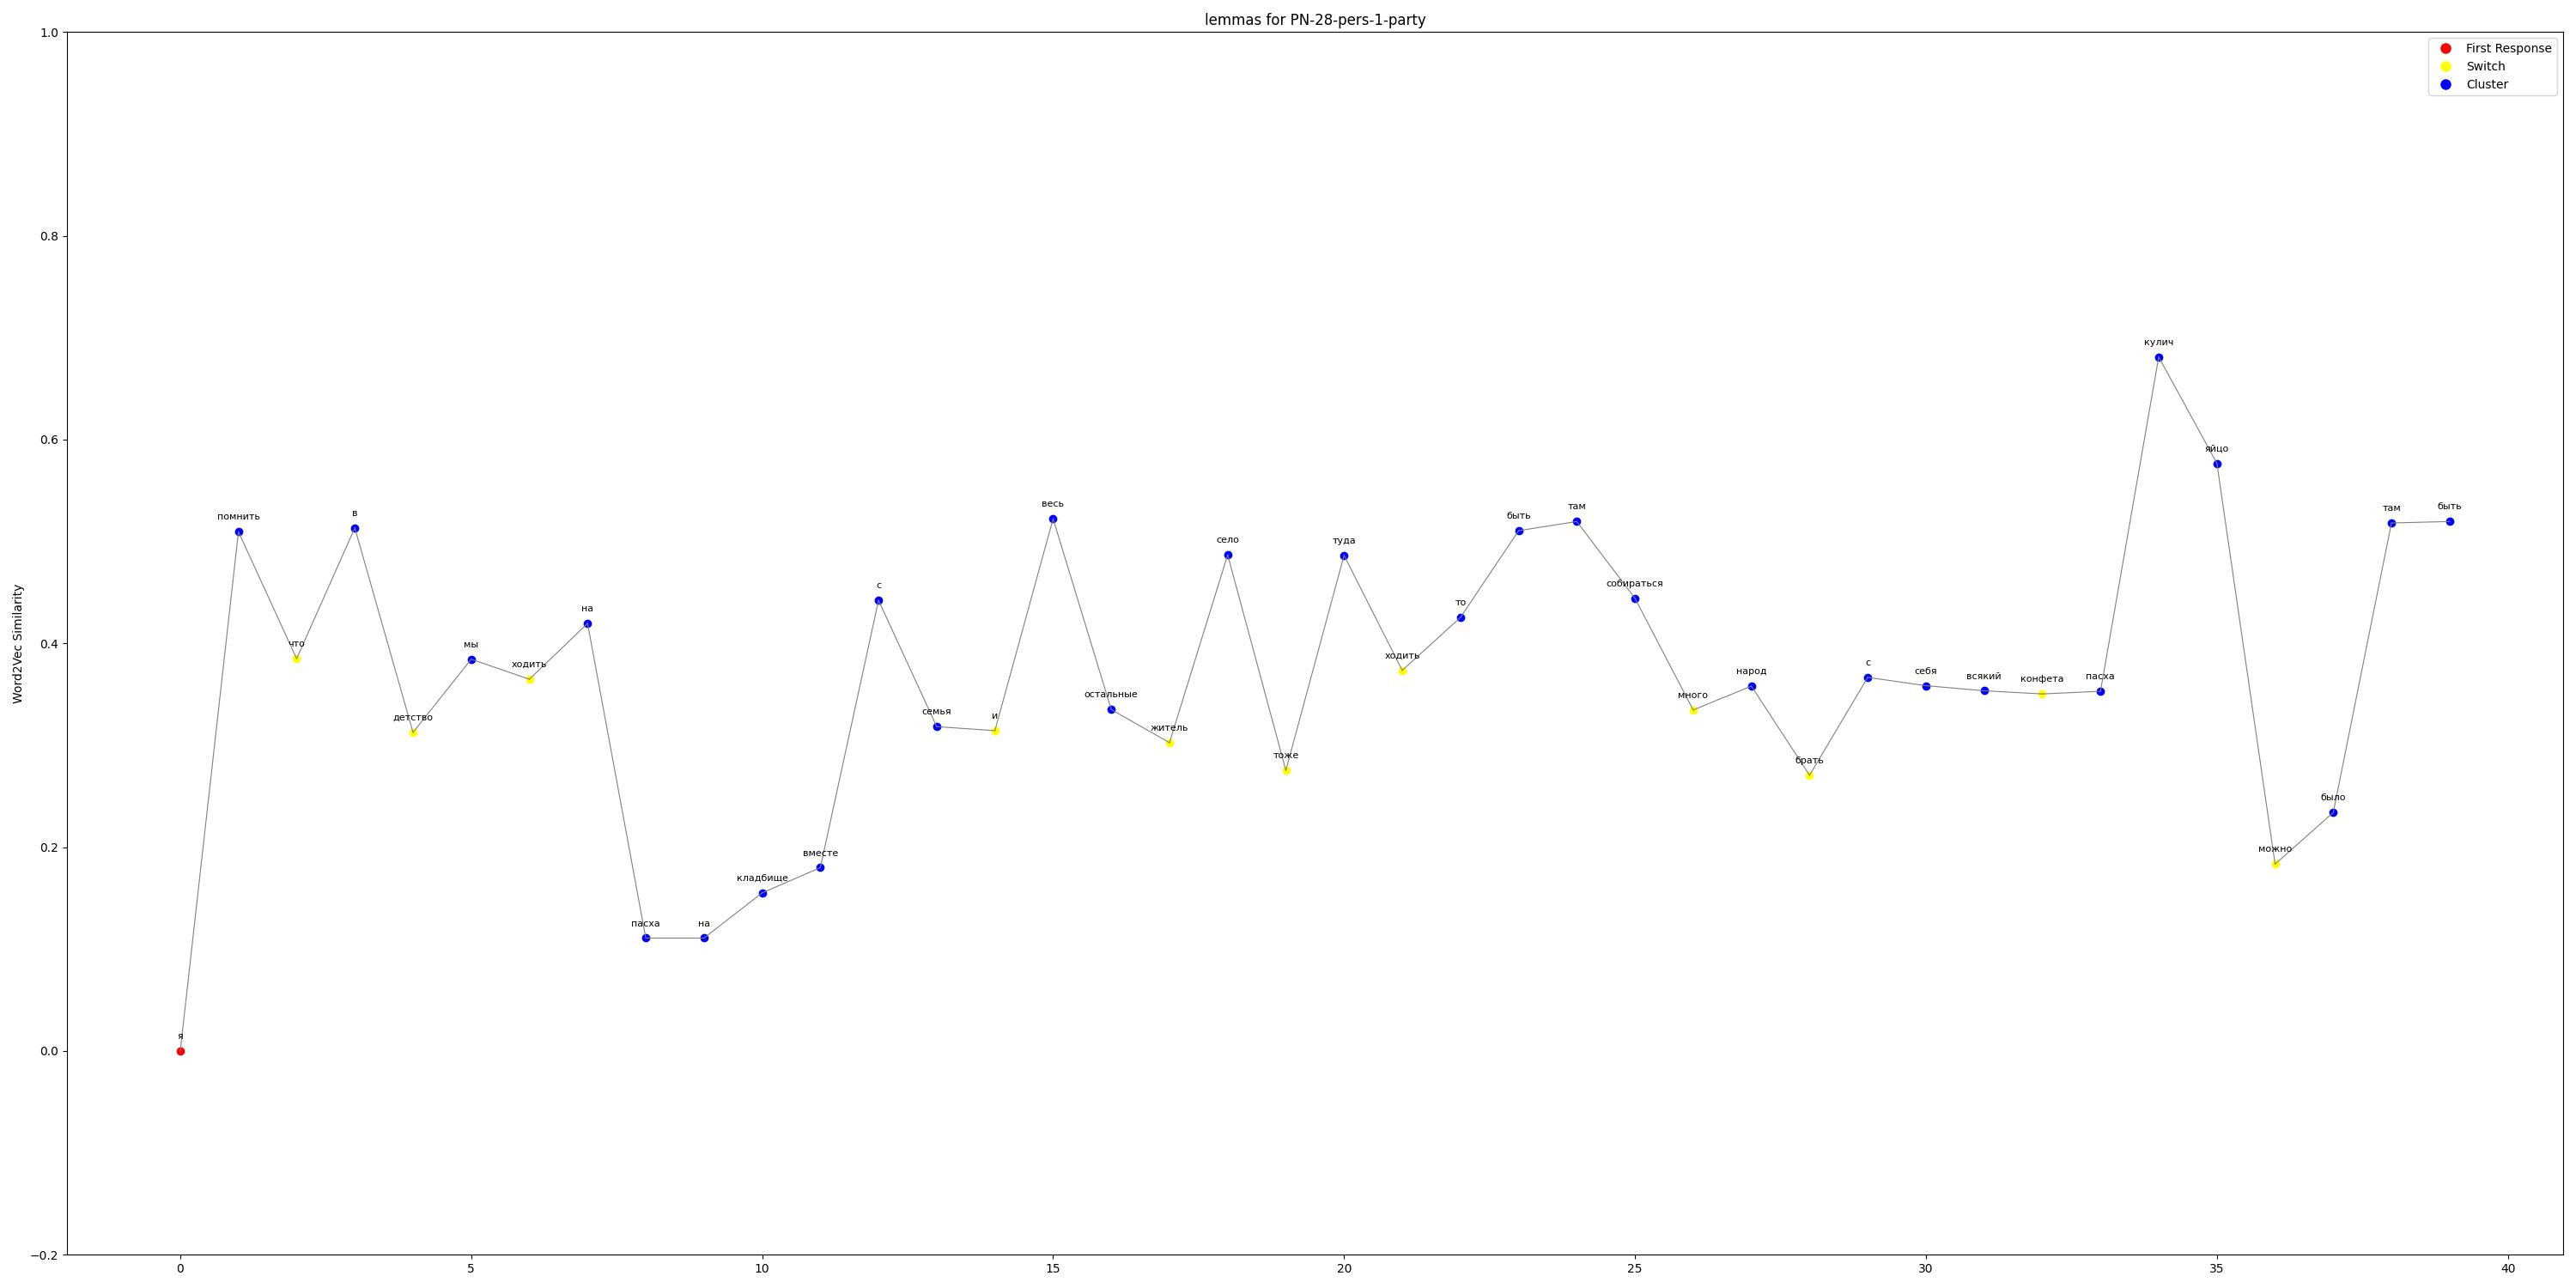 lemmas for PN-28-pers-1-party
First Response
Switch
Cluster
Word2Vec Similarity
1.0
0.8
0.6
0.4
0.2
0.0
−0.2
я
помнить
что
в
детство
мы
ходить
на
пасха
на
кладбище
вместе
с
семья
и
весь
остальные
житель
село
тоже
туда
ходить
то
быть
там
собираться
много
народ
брать
с
себя
всякий
конфета
пасха
кулич
яйцо
можно
было
там
быть
0 5 10 15 20 25 30 35 40